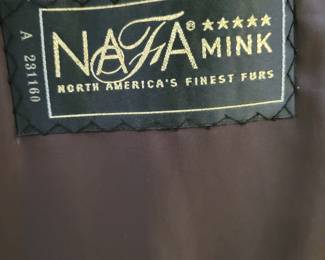 A 231160
NAFA® ★★★★★
MINK
NORTH AMERICA'S FINEST FURS